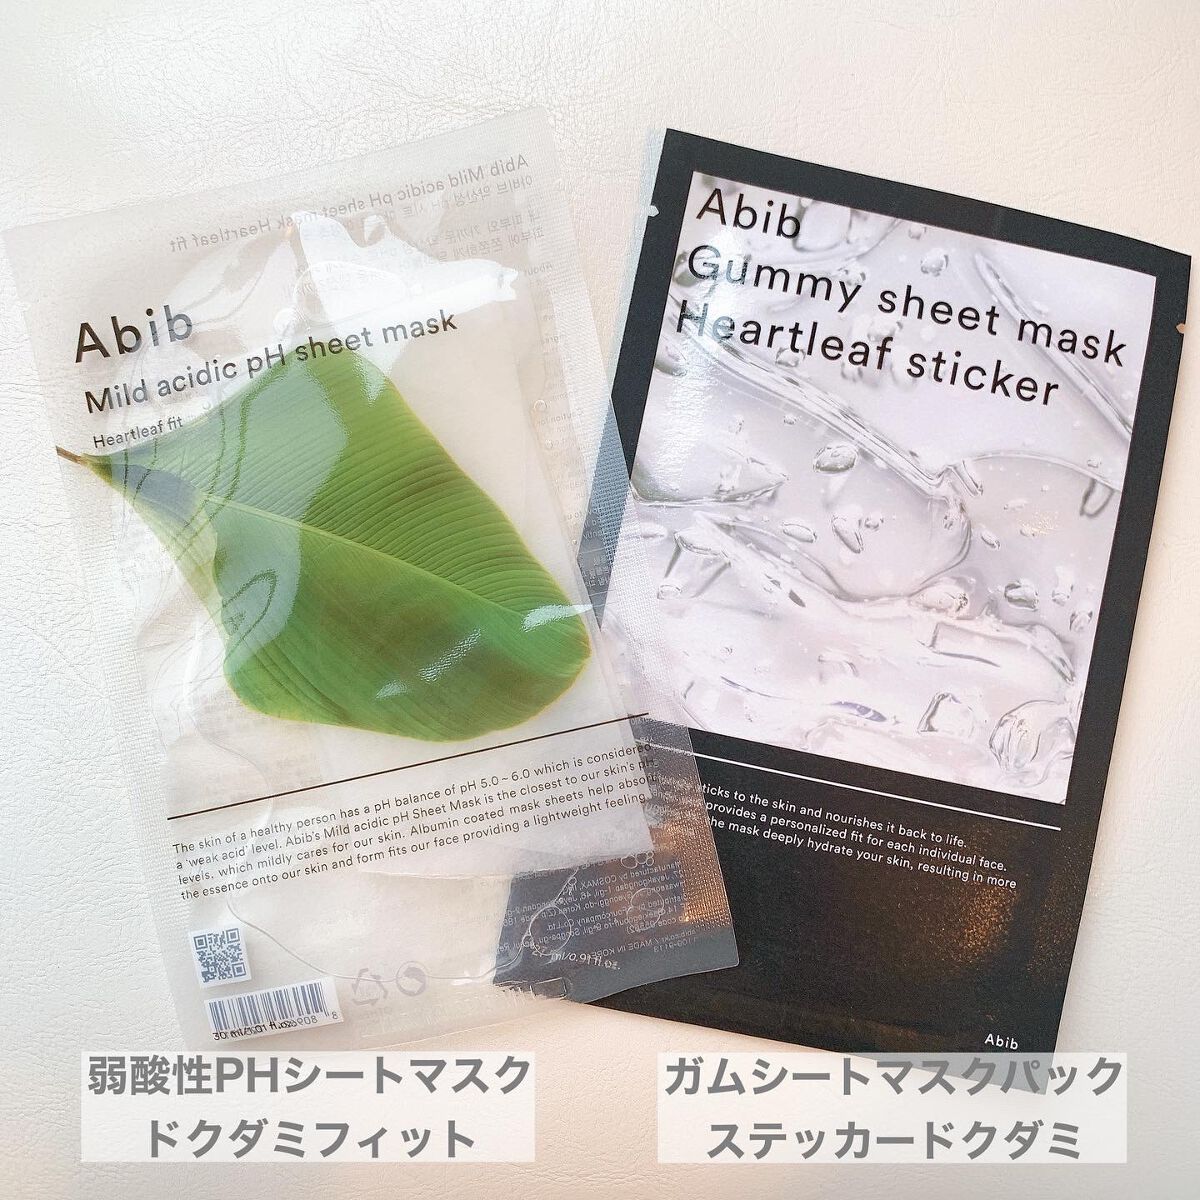 Abib
Mild acidic pH sheet mask
Heartleaf fit
The skin of a healthy person has a pH balance of pH 5.0~6.0 which is considered
a 'weak acid' level. Abib's Mild acidic pH Sheet Mask is the closest to our skin's pH
levels, which mildly cares for our skin. Albumin coated mask sheets help absorb
the essence onto our skin and form fits our face providing a lightweight feeling.
Abib
Gummy sheet mask
Heartleaf sticker
sticks to the skin and nourishes it back to life.
provides a personalized fit for each individual face.
the mask deeply hydrate your skin, resulting in more
Abib
弱酸性PHシートマスク
ドクダミフィット
ガムシートマスクパック
ステッカードクダミ